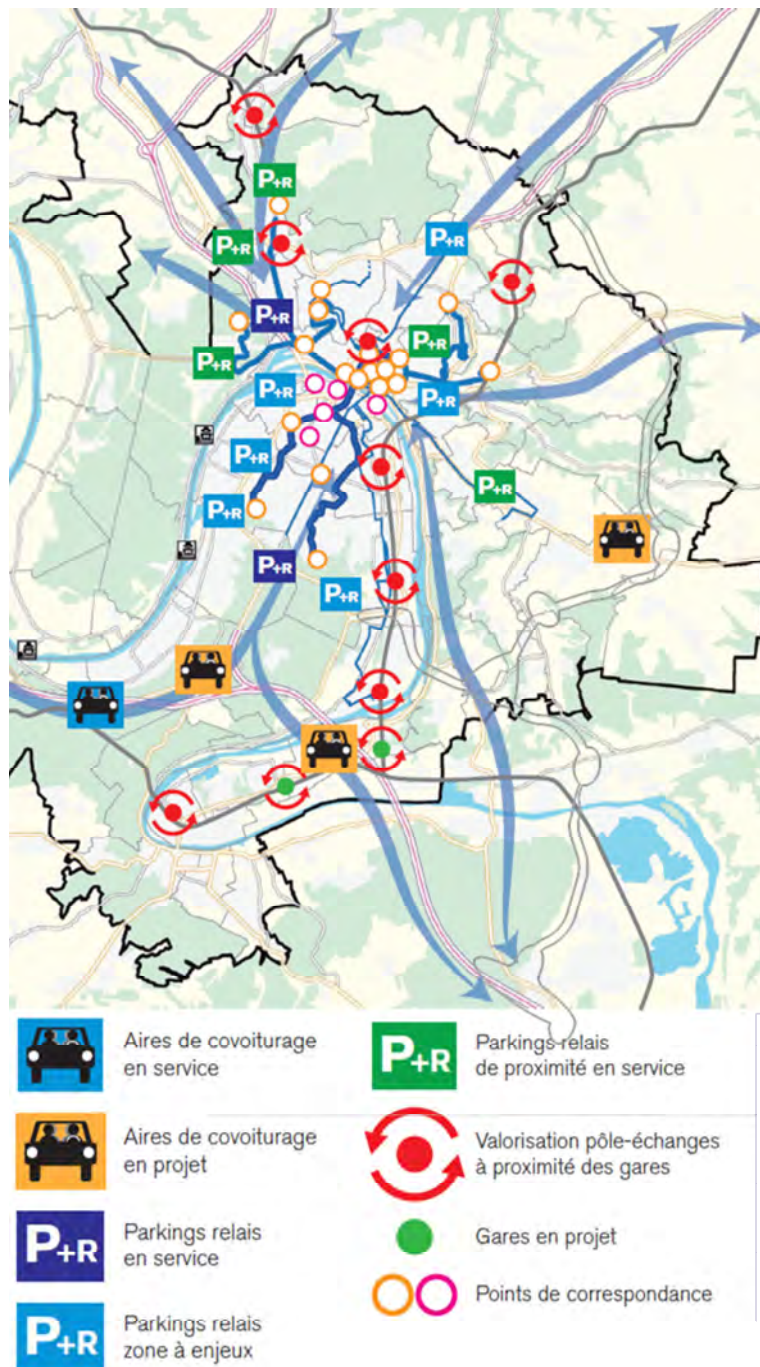 P+R
P+R
P+R
P+R
P+R
P+R
P+R
P+R
P+R
P+R
P+R
P+R
P+R
Aires de covoiturage
en service
Aires de covoiturage
en projet
P+R
Parkings relais
en service
P+R
Parkings relais
zone à enjeux
P+R
Parkings relais
de proximité en service
Valorisation pôle-échanges
à proximité des gares
Gares en projet
Points de correspondance